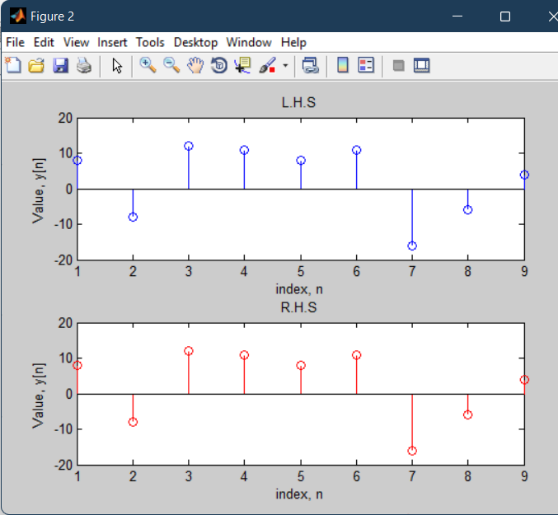 Figure 2
File Edit View Insert Tools Desktop Window Help
L.H.S
20
10
0
-10
-20
Value, y[n]
1 2 3 4 5 6 7 8 9
index, n
R.H.S
20
10
0
-10
-20
Value, y[n]
1 2 3 4 5 6 7 8 9
index, n